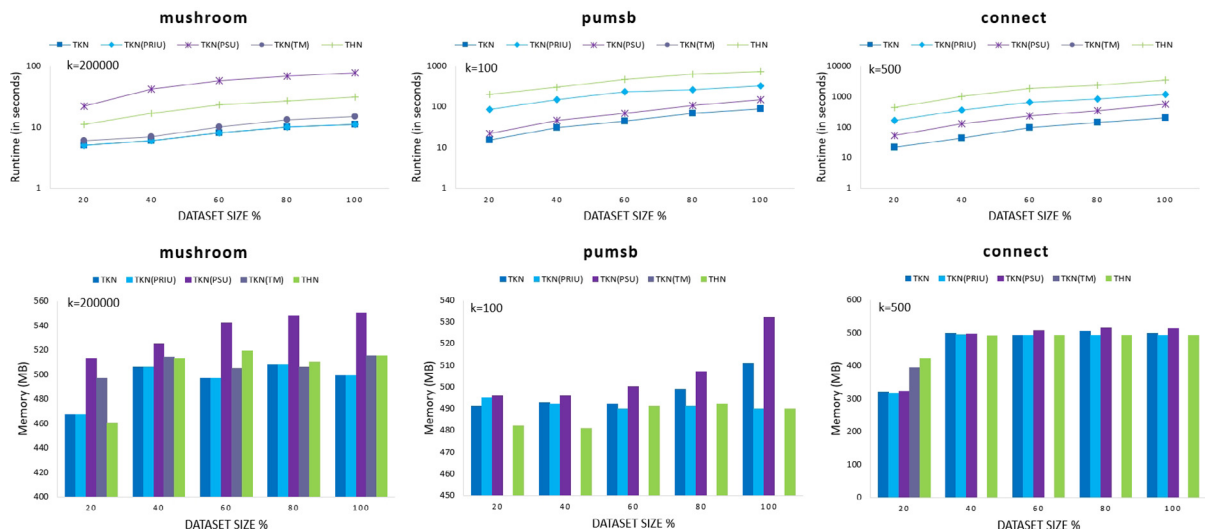 mushroom
TKN TKN(PRIU) TKN(PSU) TKN(TM) THN
k=200000
Runtime (in seconds)
100
10
1
20 40 60 80 100
DATASET SIZE %
pumsb
TKN TKN(PRIU) TKN(PSU) TKN(TM) THN
k=100
Runtime (in seconds)
1000
100
10
1
20 40 60 80 100
DATASET SIZE %
connect
TKN TKN(PRIU) TKN(PSU) TKN(TM) THN
k=500
Runtime (in seconds)
10000
1000
100
10
1
20 40 60 80 100
DATASET SIZE %
mushroom
TKN TKN(PRIU) TKN(PSU) TKN(TM) THN
k=200000
Memory (MB)
560
540
520
500
480
460
440
420
400
20 40 60 80 100
DATASET SIZE %
pumsb
TKN TKN(PRIU) TKN(PSU) TKN(TM) THN
k=100
Memory (MB)
540
530
520
510
500
490
480
470
460
450
20 40 60 80 100
DATASET SIZE %
connect
TKN TKN(PRIU) TKN(PSU) TKN(TM) THN
k=500
Memory (MB)
600
500
400
300
200
100
0
20 40 60 80 100
DATASET SIZE %